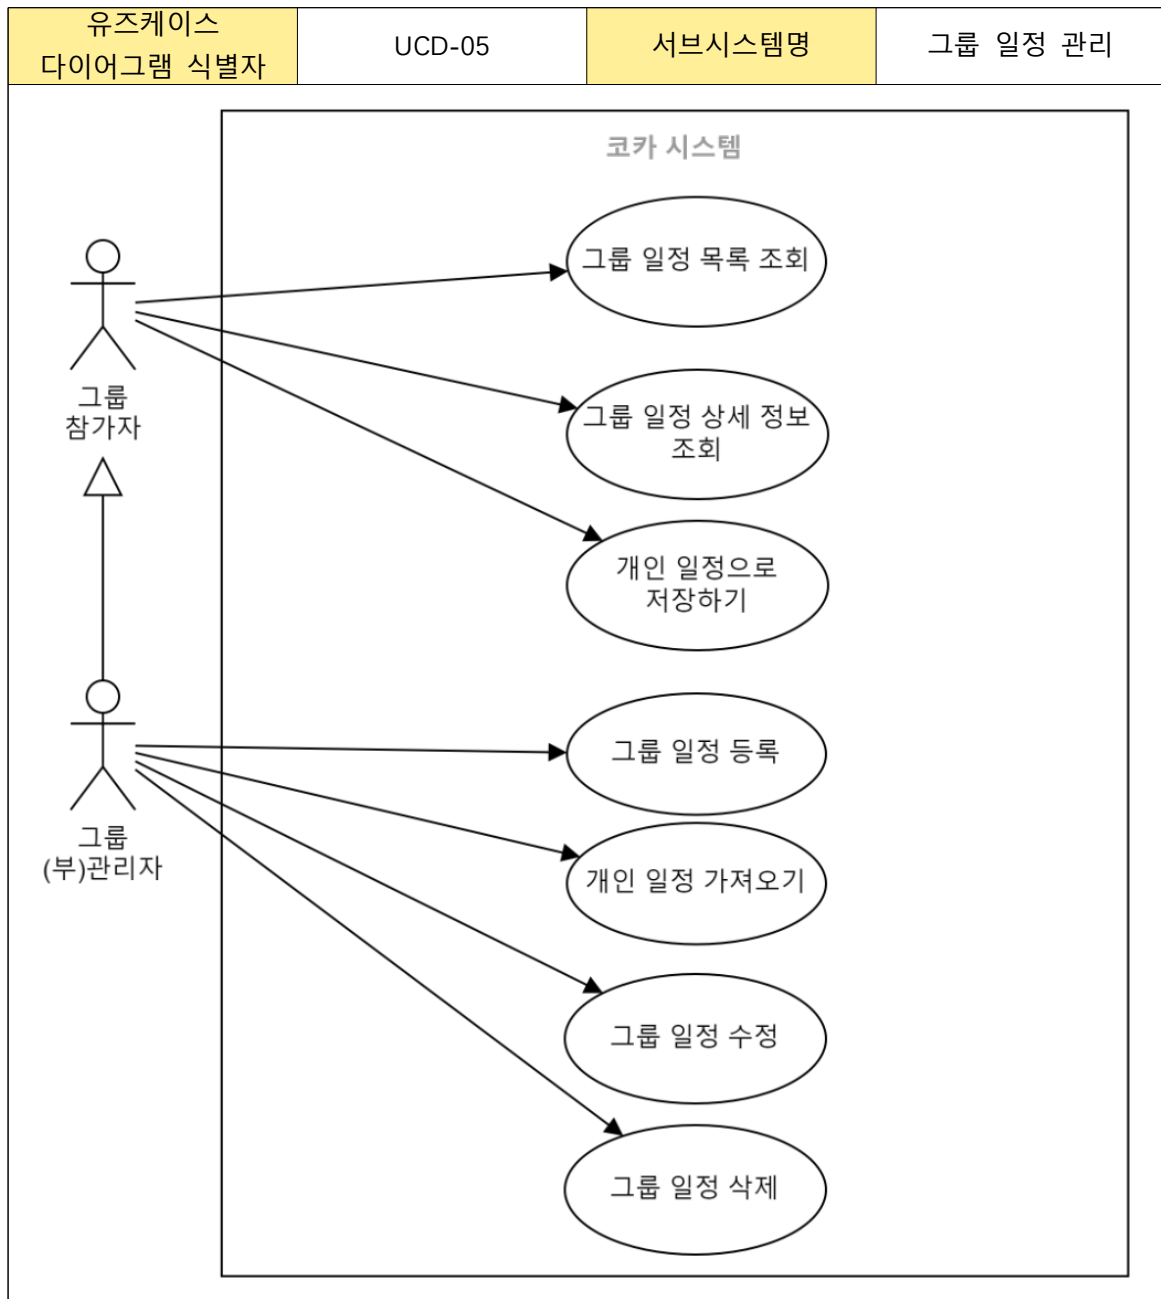 유즈케이스
다이어그램 식별자
UCD-05
서브시스템명
그룹 일정 관리
코카 시스템
그룹 일정 목록 조회
그룹
참가자
그룹 일정 상세 정보
조회
개인 일정으로
저장하기
그룹 일정 등록
그룹
(부)관리자
개인 일정 가져오기
그룹 일정 수정
그룹 일정 삭제